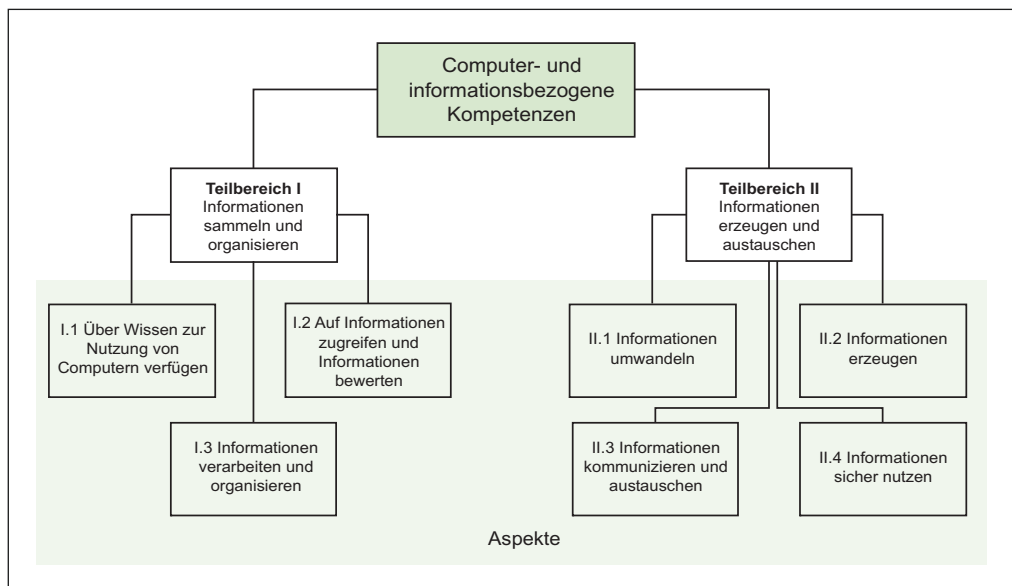 Computer- und
informationsbezogene
Kompetenzen
Teilbereich I
Informationen
sammeln und
organisieren
Teilbereich II
Informationen
erzeugen und
austauschen
I.1 Über Wissen zur
Nutzung von
Computern verfügen
I.2 Auf Informationen
zugreifen und
Informationen
bewerten
I.3 Informationen
verarbeiten und
organisieren
II.1 Informationen
umwandeln
II.2 Informationen
erzeugen
II.3 Informationen
kommunizieren und
austauschen
II.4 Informationen
sicher nutzen
Aspekte